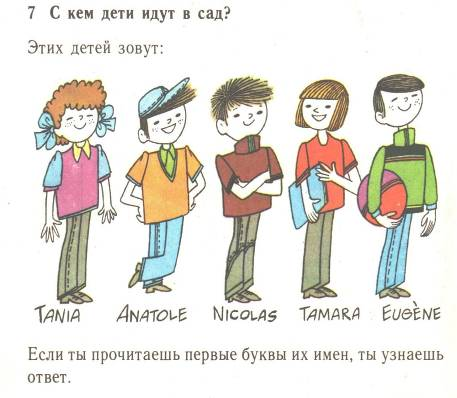 7 С кем дети идут в сад?
Этих детей зовут:
TANIA ANATOLE NICOLAS TAMARA EUGÈNE
Если ты прочитаешь первые буквы их имен, ты узнаешь
ответ.